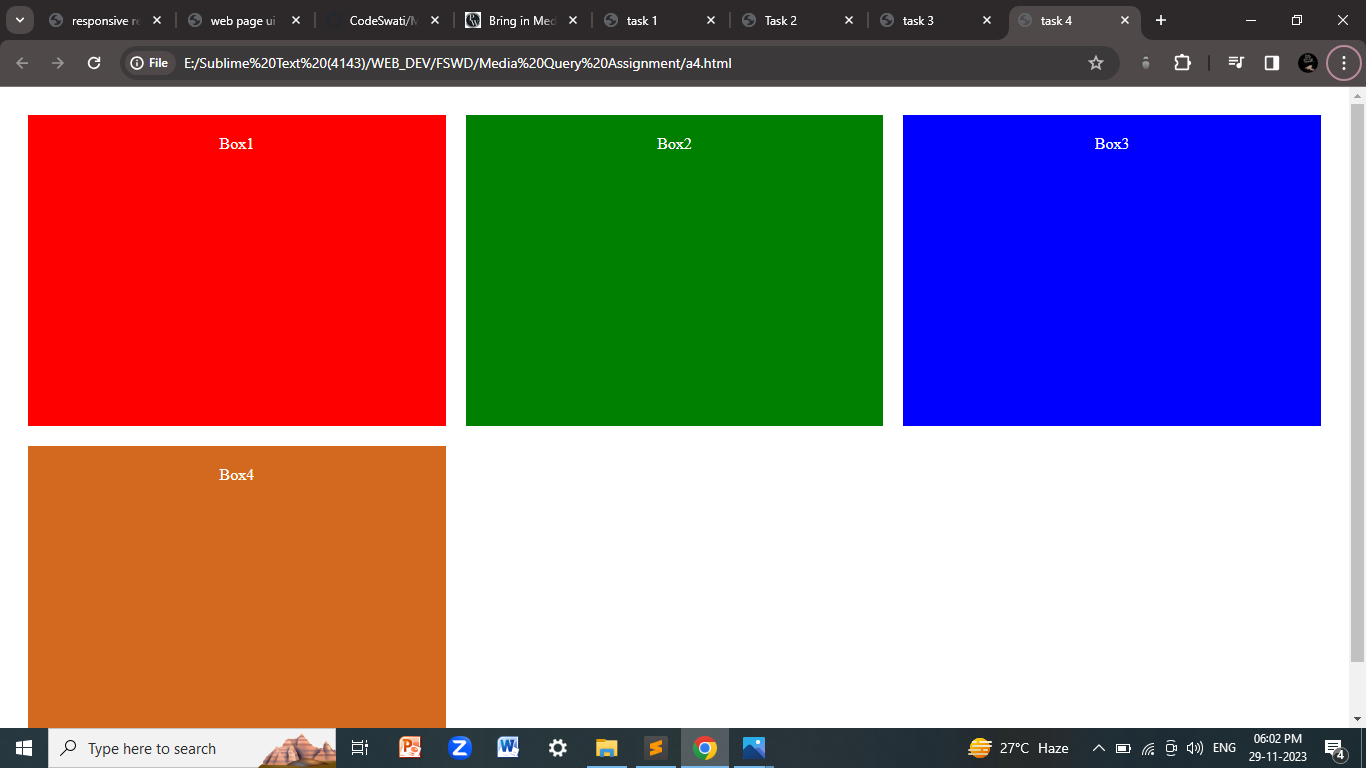 responsive re
web page ui
CodeSwati/M
Bring in Med
task 1
Task 2
task 3
task 4
File
E:/Sublime%20Text%20(4143)/WEB_DEV/FSWD/Media%20Query%20Assignment/a4.html
Box1
Box2
Box3
Box4
Type here to search
27°C Haze
ENG
06:02 PM
29-11-2023
4